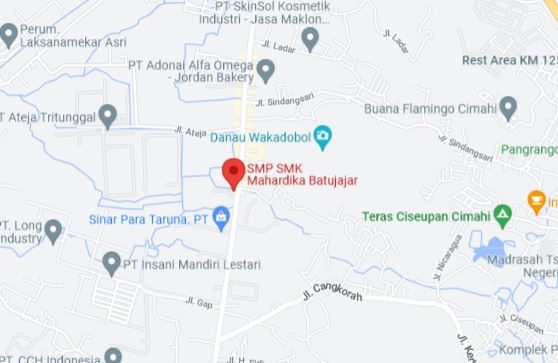 PT SkinSol Kosmetik
Industri - Jasa Maklon...
Perum.
Laksanamekar Asri
Jl. Ladar
Jl. Ladar
Rest Area KM 125
PT Adonai Alfa Omega
- Jordan Bakery
Jl. Sindangsari
Buana Flamingo Cimahi
PT Ateja Tritunggal
Jl. Ateja
Danau Wakadobol
Jl. Sindangsari
Pangrango
SMP SMK
Mahardika Batujajar
Sinar Para Taruna. PT
Teras Ciseupan Cimahi
In
PT. Long
Industry
Jl. Nicaragua
PT Insani Mandiri Lestari
Madrasah Ts
Negeri
Jl. Gap
Jl. Cangkorah
Jl. Ciseupan
Jl. Ker
Komplek P
PT. CCH Indonesia
Jl. H